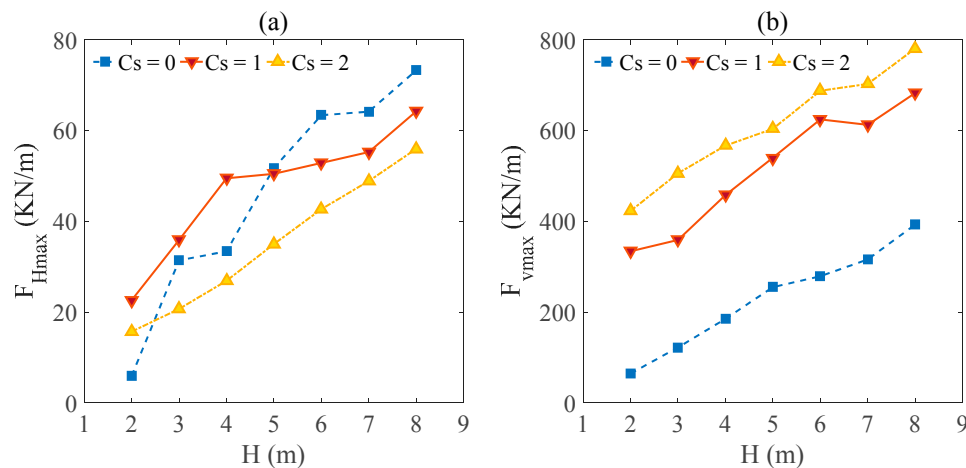 (a)
80
60
40
20
0
F_Hmax (KN/m)
Cs = 0 Cs = 1 Cs = 2
1 2 3 4 5 6 7 8 9
H (m)
(b)
800
600
400
200
0
F_vmax (KN/m)
Cs = 0 Cs = 1 Cs = 2
1 2 3 4 5 6 7 8 9
H (m)